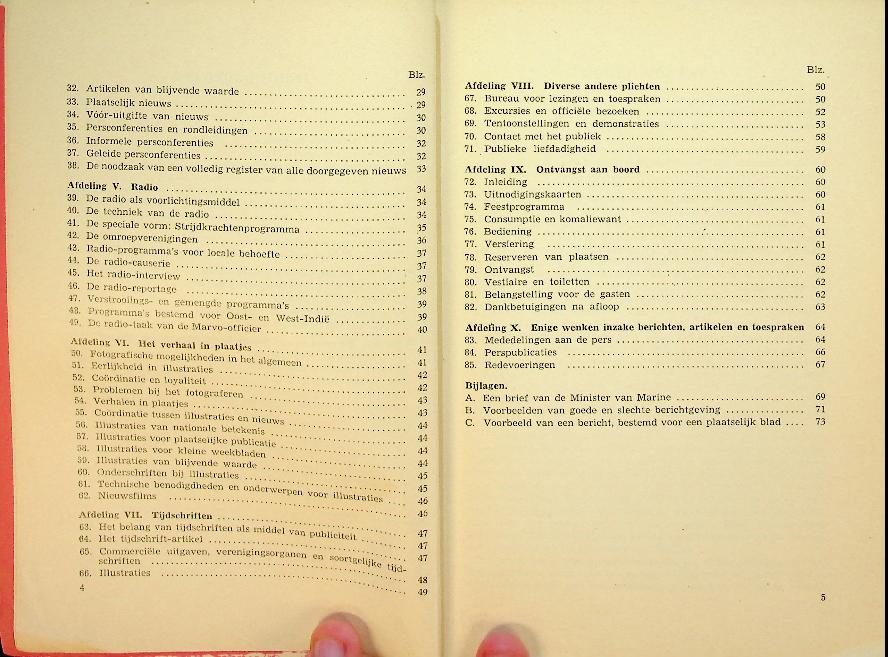 Blz.
32. Artikelen van blijvende waarde .......... 29
33. Plaatselijk nieuws .......... 29
34. Vóór-uitgifte van nieuws .......... 30
35. Persconferenties en rondleidingen .......... 30
36. Informele persconferenties .......... 32
37. Geleide persconferenties .......... 32
38. De noodzaak van een volledig register van alle doorgegeven nieuws 33
Afdeling V. Radio .......... 34
39. De radio als voorlichtingsmiddel .......... 34
40. De techniek van de radio .......... 34
41. De speciale vorm: Strijdkrachtenprogramma .......... 35
42. De omroepverenigingen .......... 36
43. Radio-programma's voor locale behoefte .......... 37
44. De radio-causerie .......... 37
45. Het radio-interview .......... 37
46. De radio-reportage .......... 38
47. Verstrooiings- en gemengde programma's .......... 39
48. Programma's bestemd voor Oost- en West-Indië .......... 39
49. De radio-taak van de Marvo-officier .......... 40
Afdeling VI. Het verhaal in plaatjes .......... 41
50. Fotografische mogelijkheden in het algemeen .......... 41
51. Eerlijkheid in illustraties .......... 42
52. Coördinatie en loyaliteit .......... 42
53. Problemen bij het fotograferen .......... 43
54. Verhalen in plaatjes .......... 43
55. Coördinatie tussen illustraties en nieuws .......... 44
56. Illustraties van nationale betekenis .......... 44
57. Illustraties voor plaatselijke publicatie .......... 44
58. Illustraties voor kleine weekbladen .......... 44
59. Illustraties van blijvende waarde .......... 45
60. Onderschriften bij illustraties .......... 45
61. Technische benodigdheden en onderwerpen voor illustraties .... 46
62. Nieuwsfilms .......... 46
Afdeling VII. Tijdschriften .......... 47
63. Het belang van tijdschriften als middel van publiciteit .......... 47
64. Het tijdschrift-artikel .......... 47
65. Commerciële uitgaven, verenigingsorganen en soortgelijke tijd-
schriften .......... 48
66. Illustraties .......... 49
4
Blz.
Afdeling VIII. Diverse andere plichten .......... 50
67. Bureau voor lezingen en toespraken .......... 50
68. Excursies en officiële bezoeken .......... 52
69. Tentoonstellingen en demonstraties .......... 53
70. Contact met het publiek .......... 58
71. Publieke liefdadigheid .......... 59
Afdeling IX. Ontvangst aan boord .......... 60
72. Inleiding .......... 60
73. Uitnodigingskaarten .......... 60
74. Feestprogramma .......... 61
75. Consumptie en komaliewant .......... 61
76. Bediening .......... 61
77. Versiering .......... 61
78. Reserveren van plaatsen .......... 62
79. Ontvangst .......... 62
80. Vestiaire en toiletten .......... 62
81. Belangstelling voor de gasten .......... 62
82. Dankbetuigingen na afloop .......... 63
Afdeling X. Enige wenken inzake berichten, artikelen en toespraken 64
83. Mededelingen aan de pers .......... 64
84. Perspublicaties .......... 66
85. Redevoeringen .......... 67
Bijlagen.
A. Een brief van de Minister van Marine .......... 69
B. Voorbeelden van goede en slechte berichtgeving .......... 71
C. Voorbeeld van een bericht, bestemd voor een plaatselijk blad .... 73
5